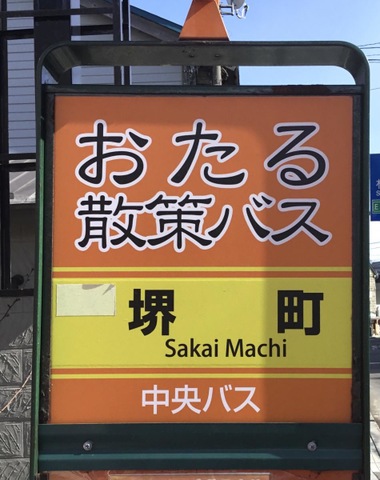 おたる
散策バス
堺町
Sakai Machi
中央バス